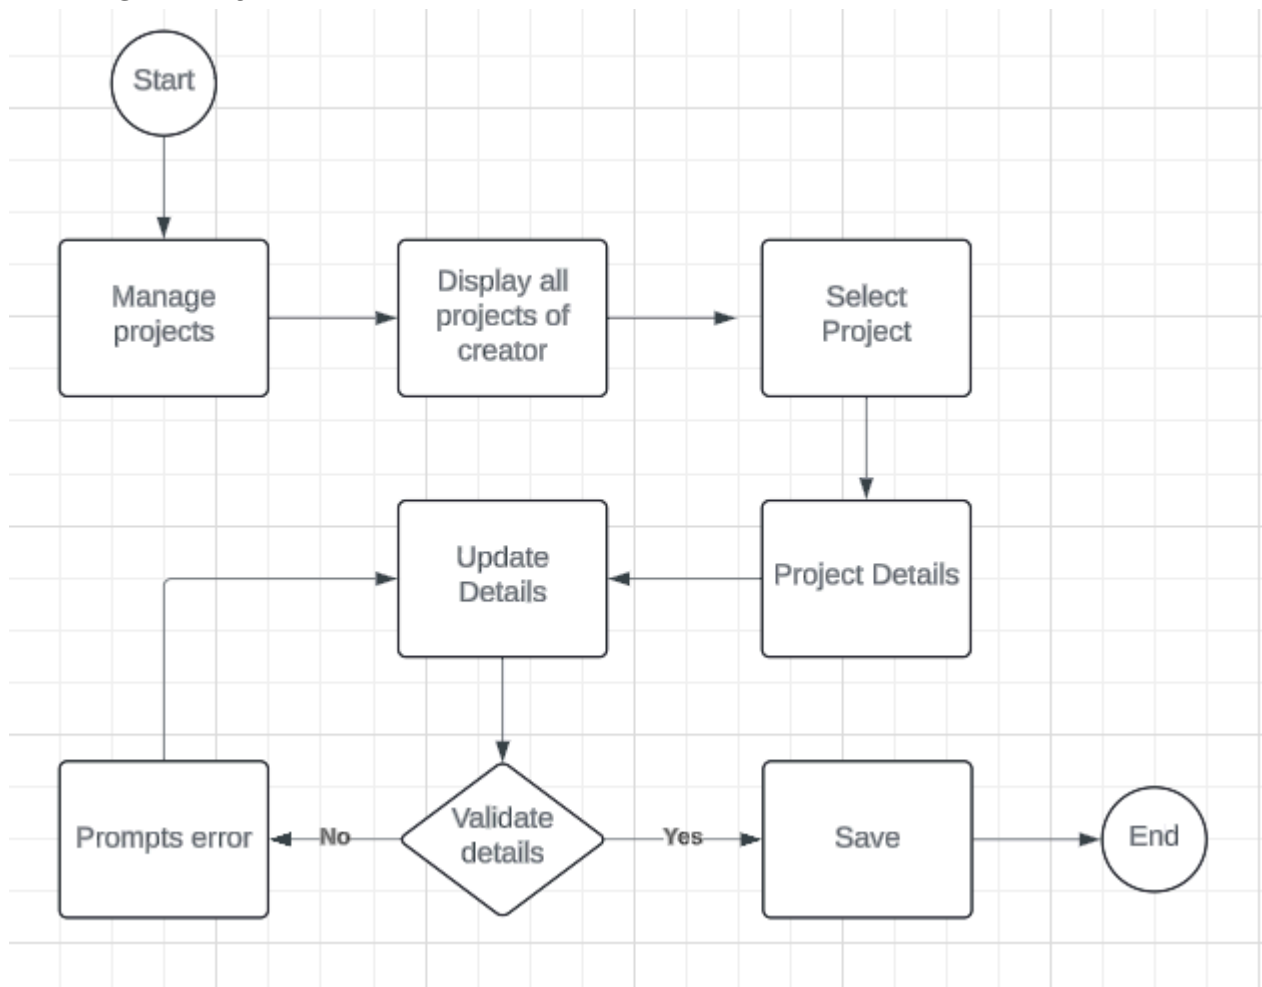 Start
Manage
projects
Display all
projects of
creator
Select
Project
Project Details
Update
Details
Validate
details
No
Prompts error
Yes
Save
End